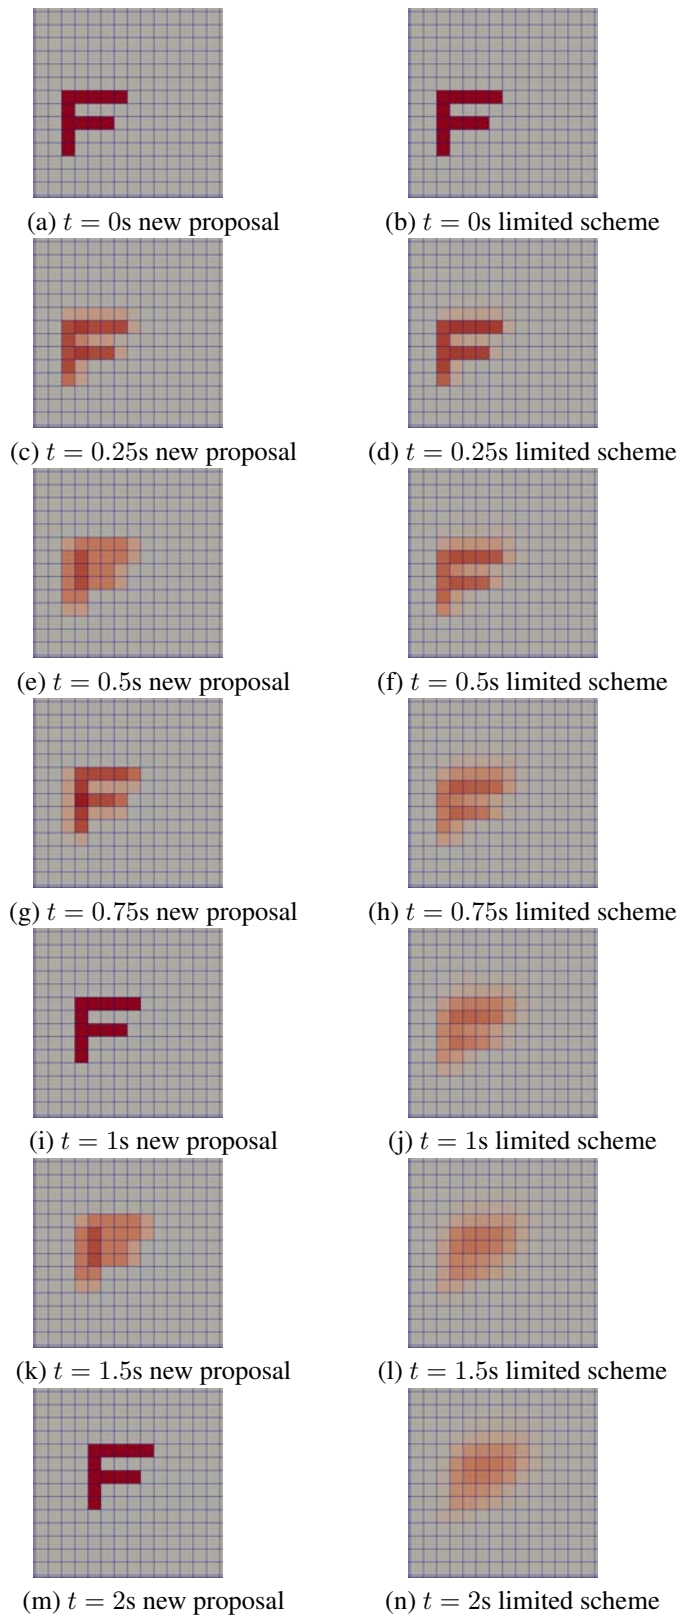 F F
(a) t = 0s new proposal (b) t = 0s limited scheme
F F
(c) t = 0.25s new proposal (d) t = 0.25s limited scheme
F
(e) t = 0.5s new proposal (f) t = 0.5s limited scheme
F F
(g) t = 0.75s new proposal (h) t = 0.75s limited scheme
F
(i) t = 1s new proposal (j) t = 1s limited scheme
(k) t = 1.5s new proposal (l) t = 1.5s limited scheme
F
(m) t = 2s new proposal (n) t = 2s limited scheme